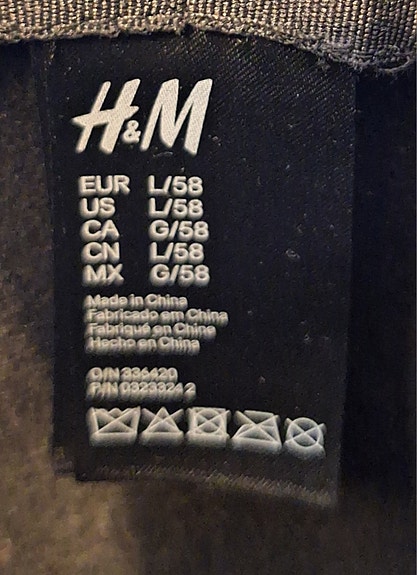 H&M
EUR L/58
US L/58
CA G/58
CN L/58
MX G/58
Made in China
Fabricado em China
Fabriqué en Chine
Hecho en China
O/N 336420
P/N 0323324 2